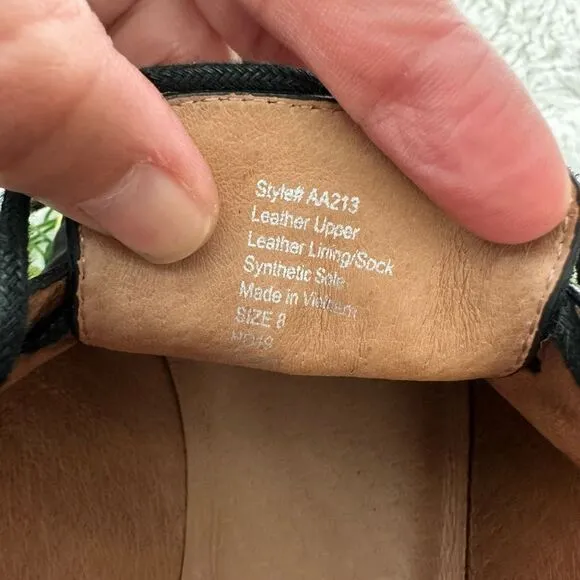 Style# AA213
Leather Upper
Leather Lining/Sock
Synthetic Sole
Made in Vietnam
SIZE 8